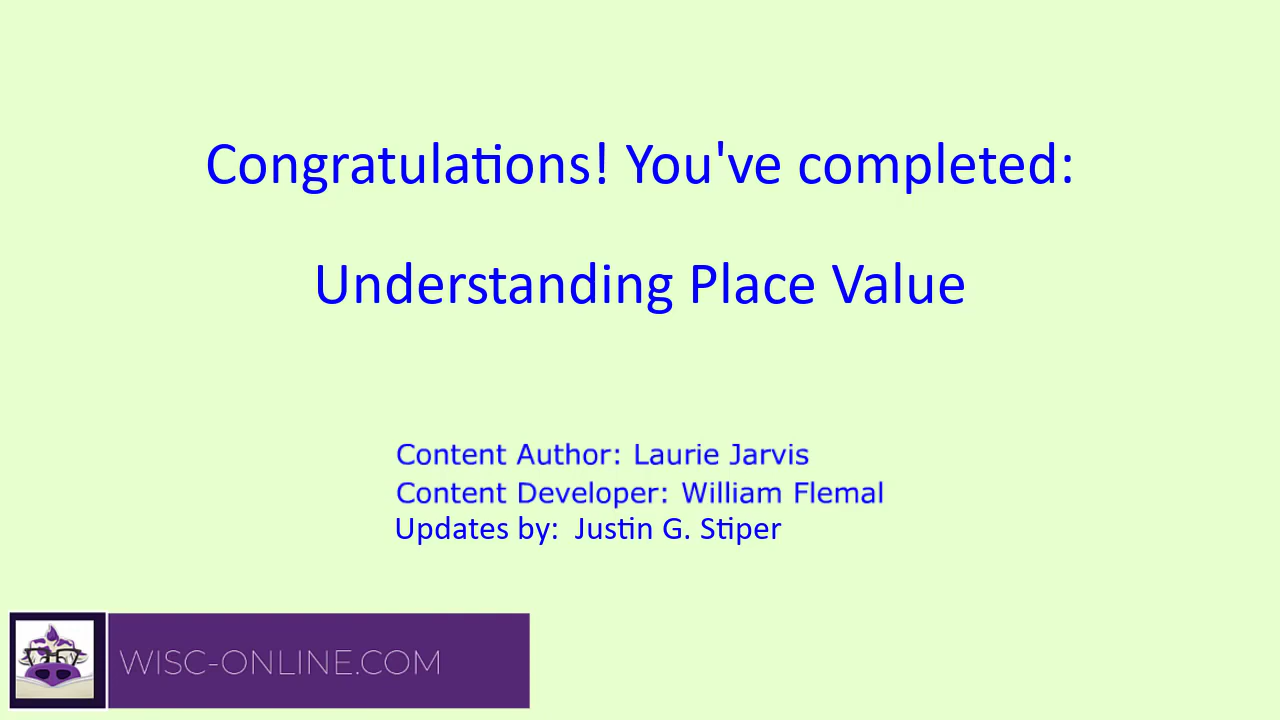 Congratulations! You've completed:
Understanding Place Value
Content Author: Laurie Jarvis
Content Developer: William Flemal
Updates by:  Justin G. Stiper
WISC-ONLINE.COM